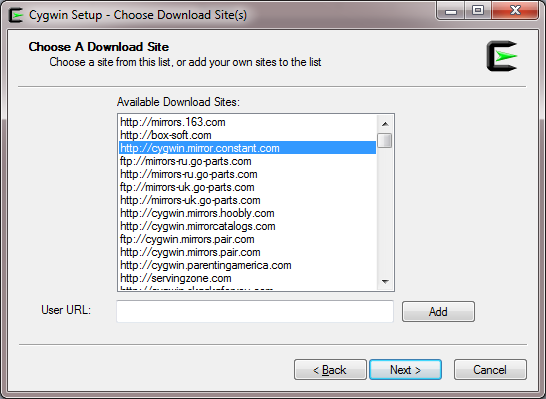 Cygwin Setup - Choose Download Site(s)
Choose A Download Site
Choose a site from this list, or add your own sites to the list
Available Download Sites:
http://mirrors.163.com
http://box-soft.com
http://cygwin.mirror.constant.com
ftp://mirrors-ru.go-parts.com
http://mirrors-ru.go-parts.com
ftp://mirrors-uk.go-parts.com
http://mirrors-uk.go-parts.com
http://cygwin.mirrors.hoobly.com
http://cygwin.mirrorcatalogs.com
ftp://cygwin.mirrors.pair.com
http://cygwin.mirrors.pair.com
http://cygwin.parentingamerica.com
http://servingzone.com
User URL:
Add
< Back
Next >
Cancel